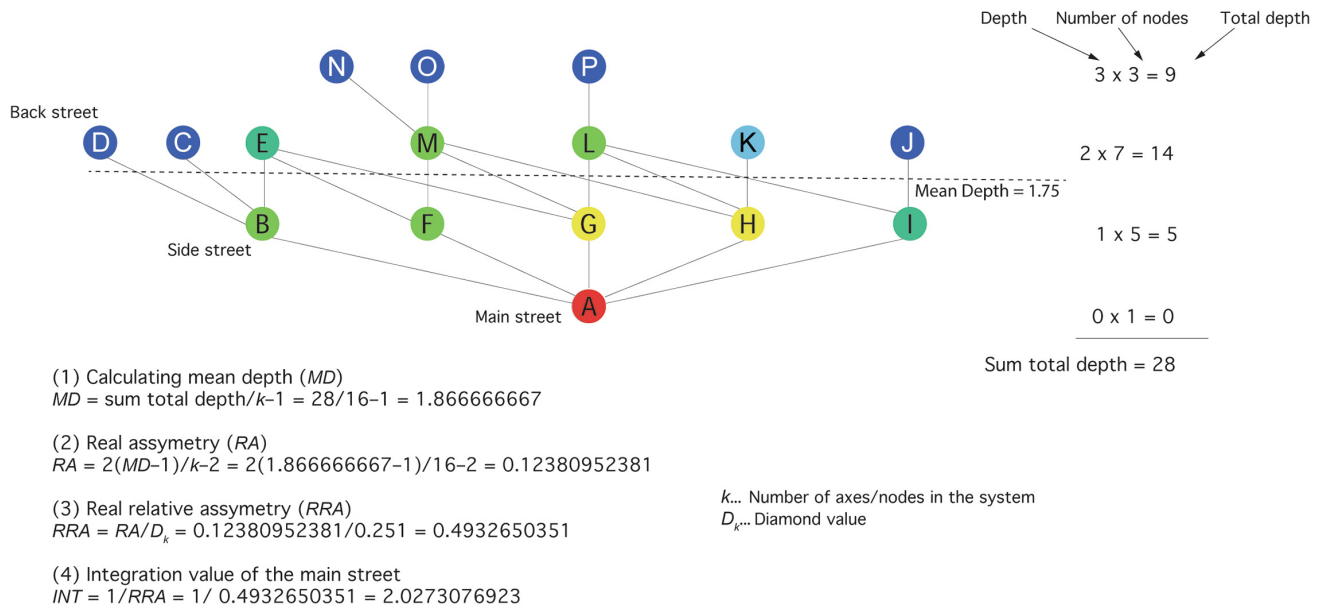 Depth Number of nodes Total depth
N O P
3 x 3 = 9
Back street
D C E M L K J
2 x 7 = 14
Mean Depth = 1.75
B F G H I
1 x 5 = 5
Side street
A
Main street
0 x 1 = 0
Sum total depth = 28
(1) Calculating mean depth (MD)
MD = sum total depth/k–1 = 28/16–1 = 1.866666667
(2) Real assymetry (RA)
RA = 2(MD–1)/k–2 = 2(1.866666667–1)/16–2 = 0.12380952381
(3) Real relative assymetry (RRA)
RRA = RA/Dk = 0.12380952381/0.251 = 0.4932650351
(4) Integration value of the main street
INT = 1/RRA = 1/ 0.4932650351 = 2.0273076923
k... Number of axes/nodes in the system
Dk... Diamond value